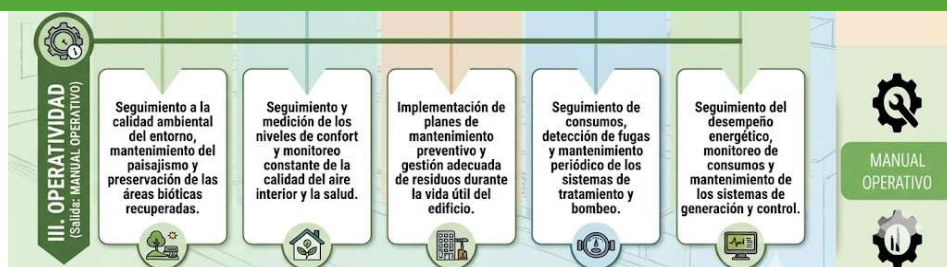 III. OPERATIVIDAD
(Salida: MANUAL OPERATIVO)
Seguimiento a la
calidad ambiental
del entorno,
mantenimiento del
paisajismo y
preservación de las
áreas bióticas
recuperadas.
Seguimiento y
medición de los
niveles de confort
y monitoreo
constante de la
calidad del aire
interior y la salud.
Implementación de
planes de
mantenimiento
preventivo y
gestión adecuada
de residuos durante
la vida útil del
edificio.
Seguimiento de
consumos,
detección de fugas
y mantenimiento
periódico de los
sistemas de
tratamiento y
bombeo.
Seguimiento del
desempeño
energético,
monitoreo de
consumos y
mantenimiento de
los sistemas de
generación y control.
MANUAL
OPERATIVO